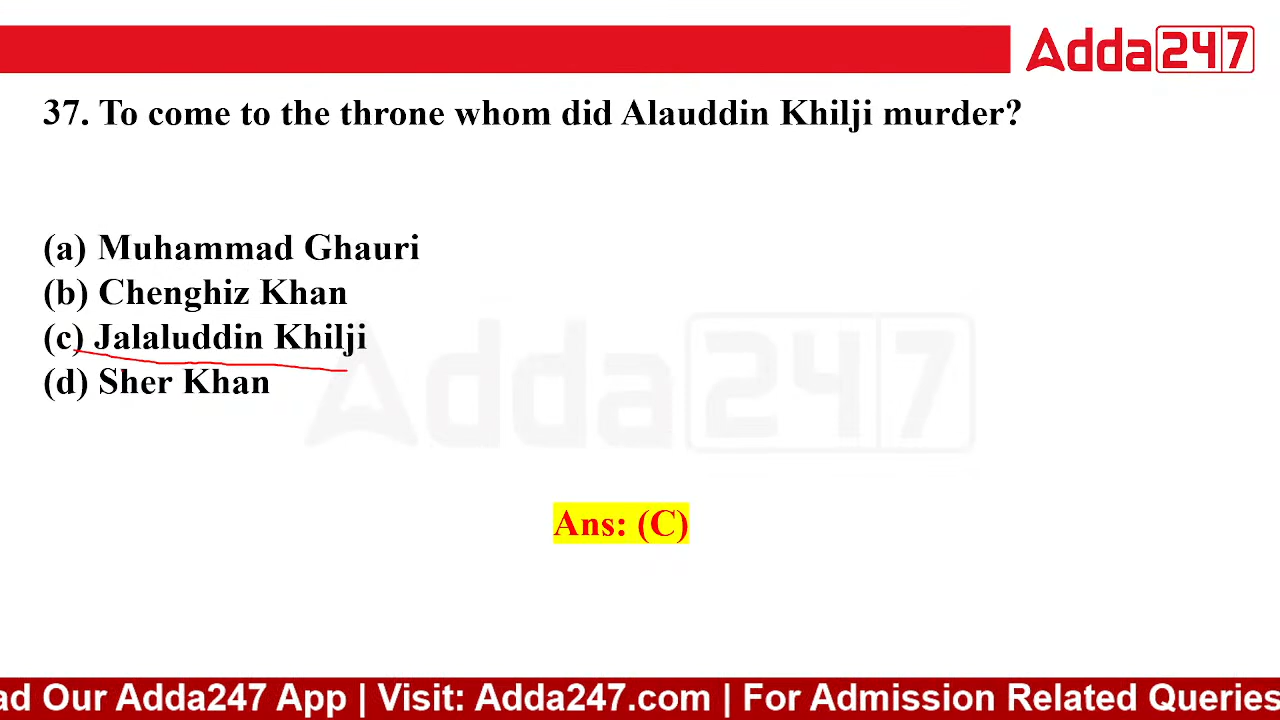 Adda247
37. To come to the throne whom did Alauddin Khilji murder?
(a) Muhammad Ghauri
(b) Chenghiz Khan
(c) Jalaluddin Khilji
(d) Sher Khan
Adda247
Ans: (C)
ad Our Adda247 App | Visit: Adda247.com | For Admission Related Queries